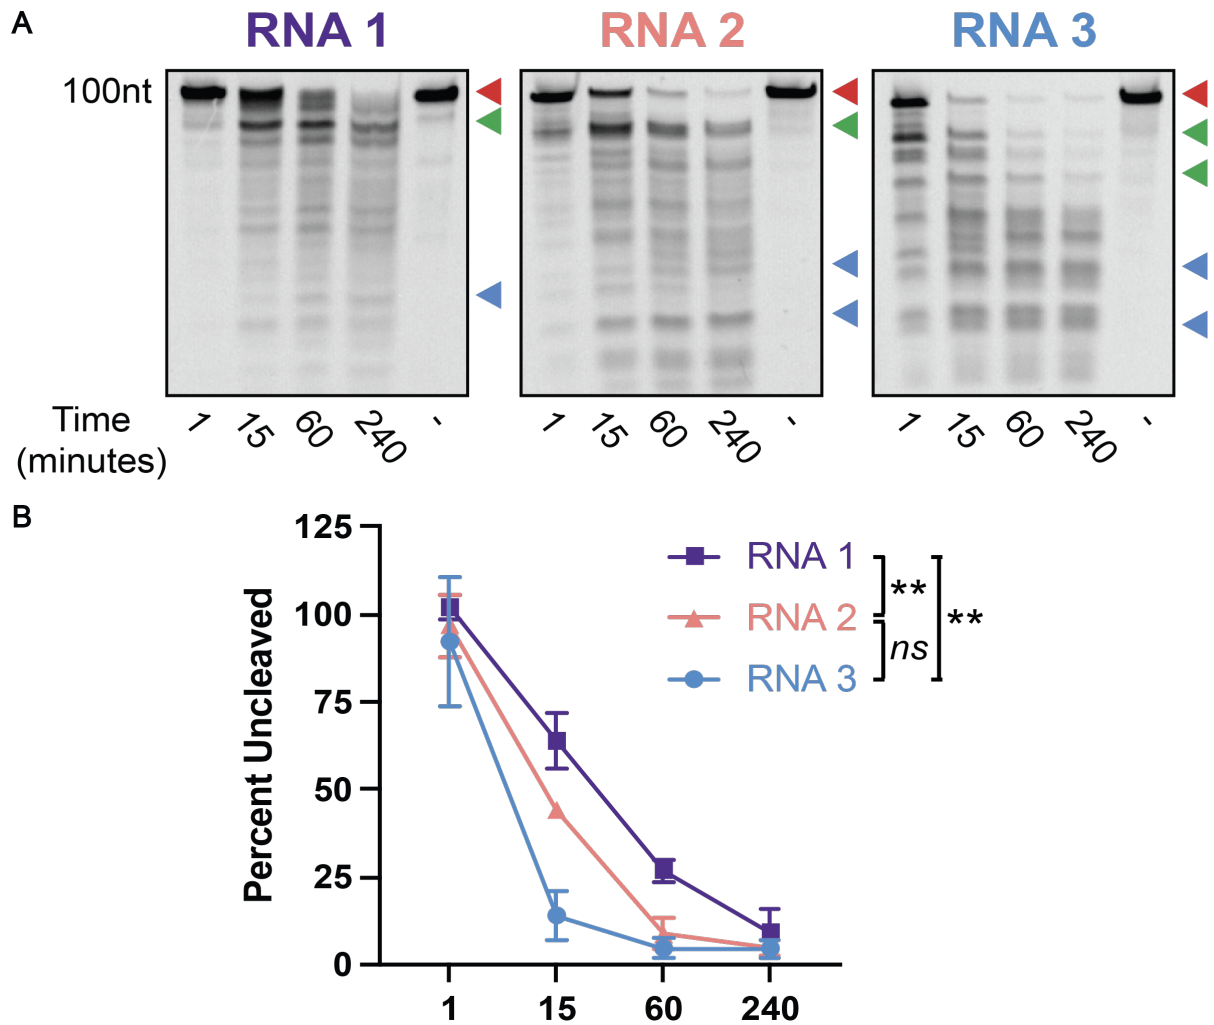 A
RNA 1
RNA 2
RNA 3
100nt
Time
(minutes)
1 15 60 240 -
1 15 60 240 -
1 15 60 240 -
B
Percent Uncleaved
125
100
75
50
25
0
1 15 60 240
RNA 1
RNA 2
RNA 3
**
ns
**